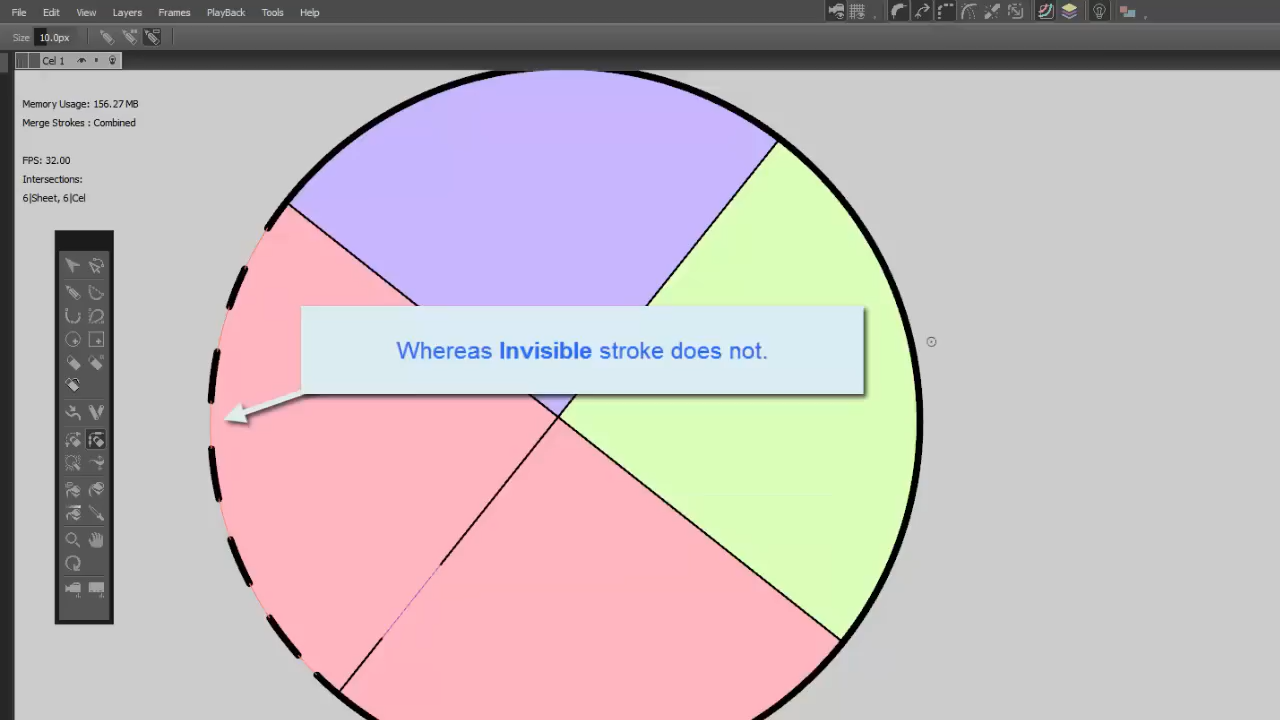 File Edit View Layers Frames PlayBack Tools Help
Size 10.0px
Cel 1
Memory Usage: 156.27 MB
Merge Strokes : Combined
FPS: 32.00
Intersections:
6|Sheet, 6|Cel
Whereas Invisible stroke does not.